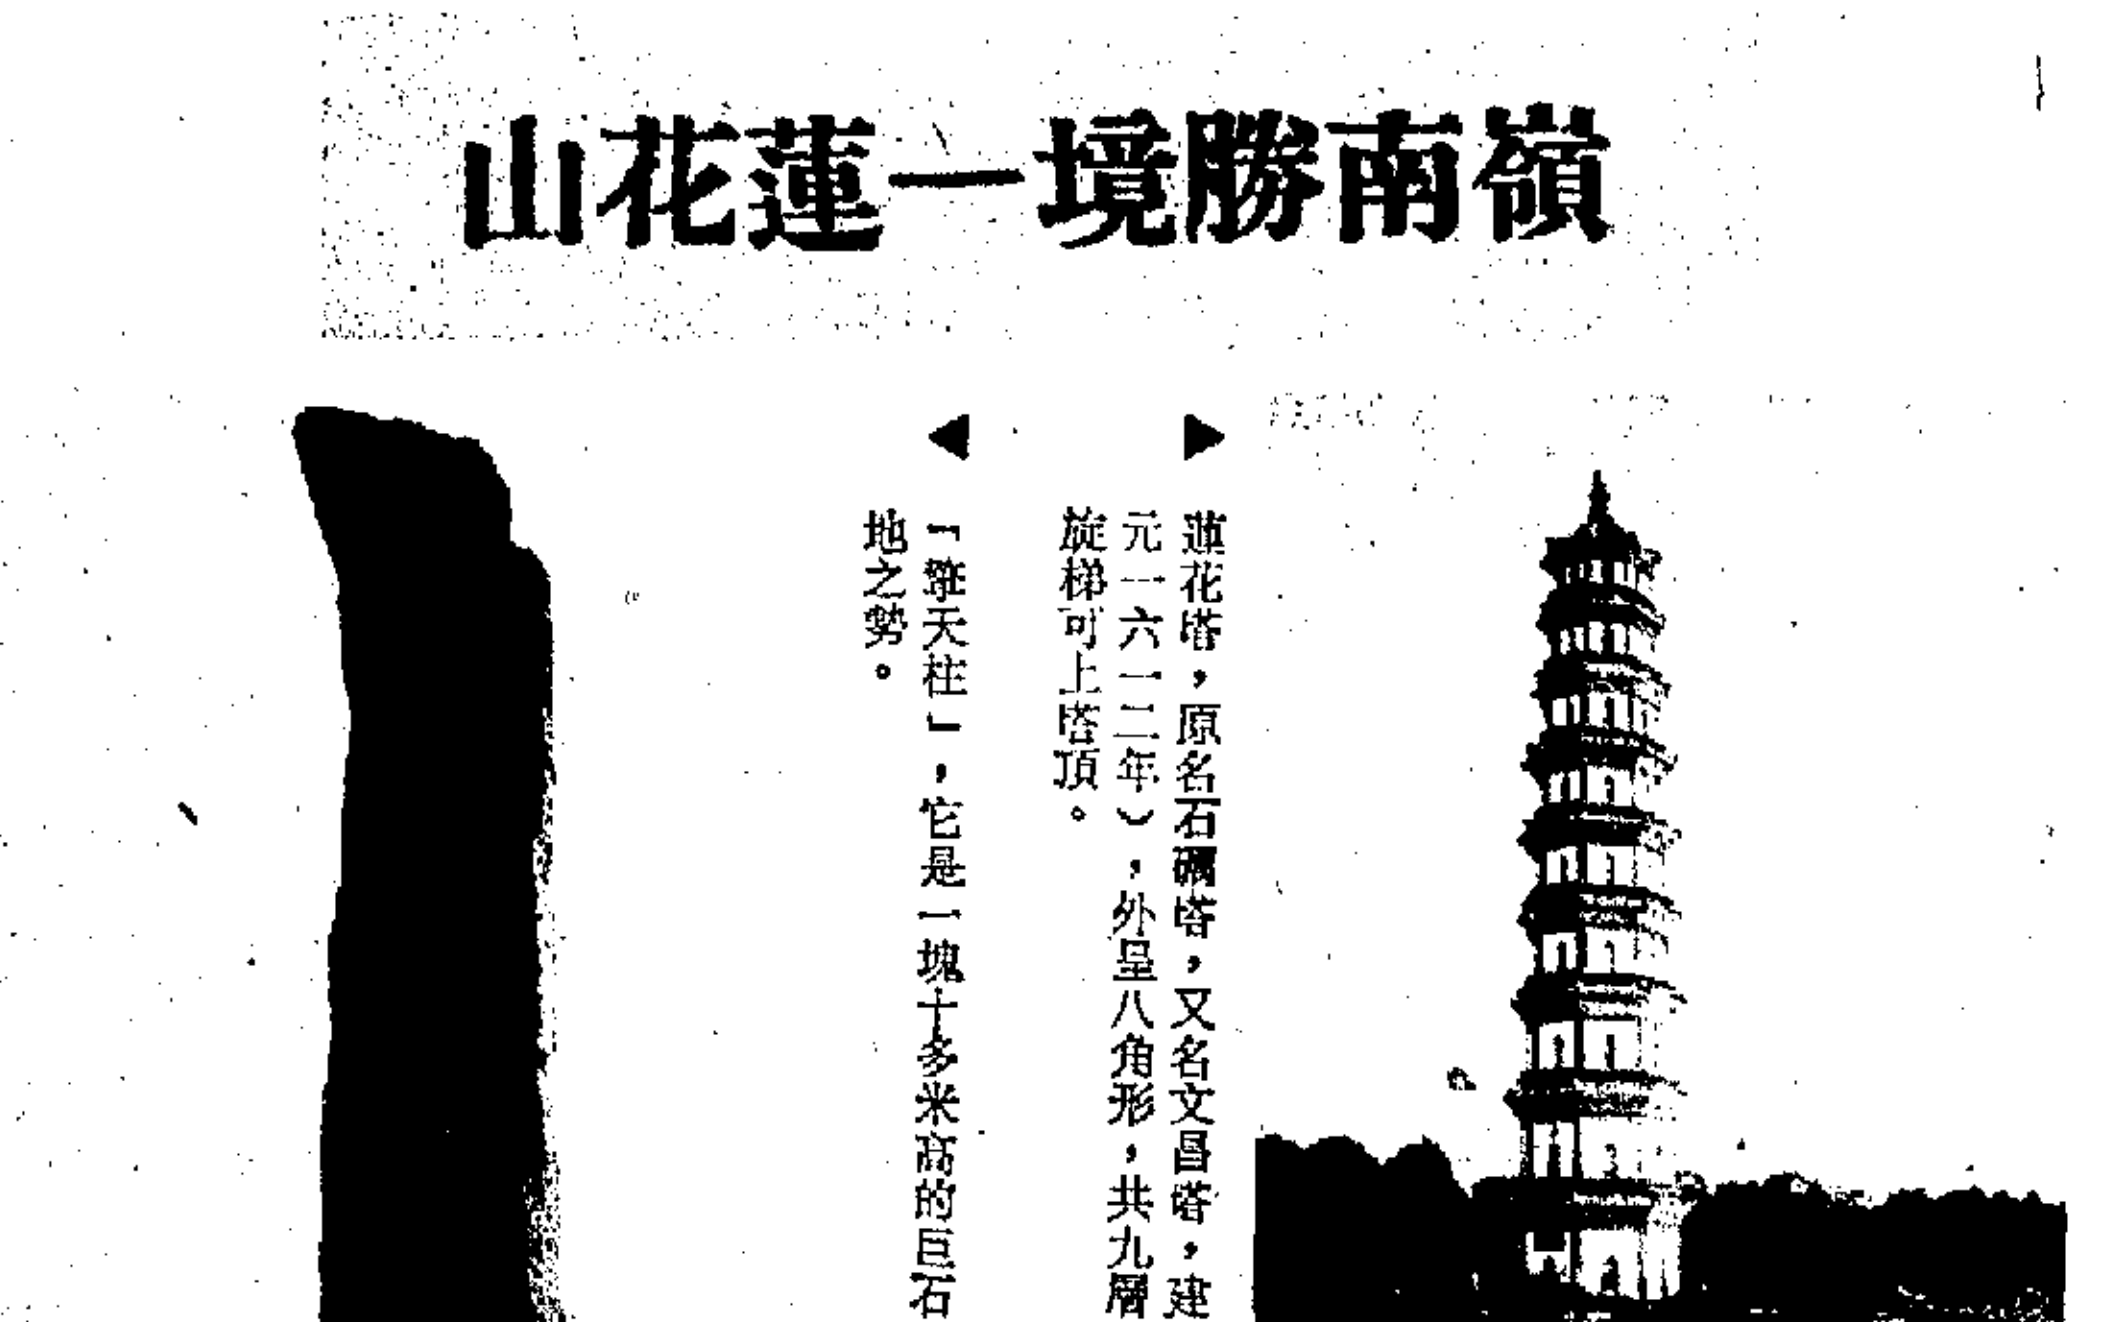 嶺南勝境—蓮花山
蓮花塔，原名石礪塔，又名文昌塔，建
元一六一二年），外呈八角形，共九層
旋梯可上塔頂。
「擎天柱」，它是一塊十多米高的巨石
地之勢。